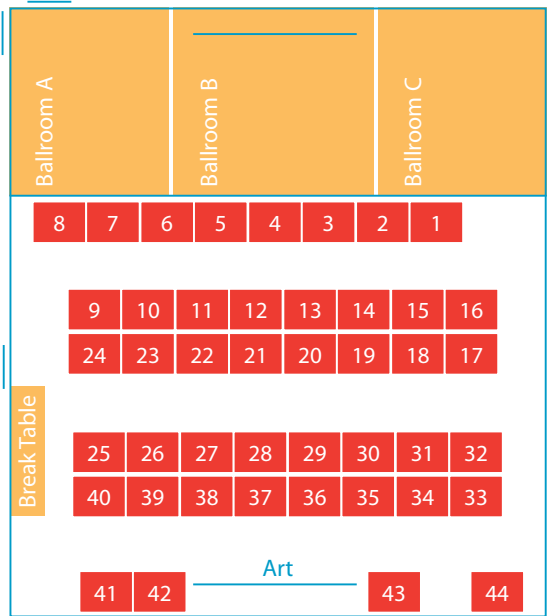 Ballroom A
Ballroom B
Ballroom C
8 7 6 5 4 3 2 1
9 10 11 12 13 14 15 16
24 23 22 21 20 19 18 17
Break Table
25 26 27 28 29 30 31 32
40 39 38 37 36 35 34 33
Art
41 42 43 44